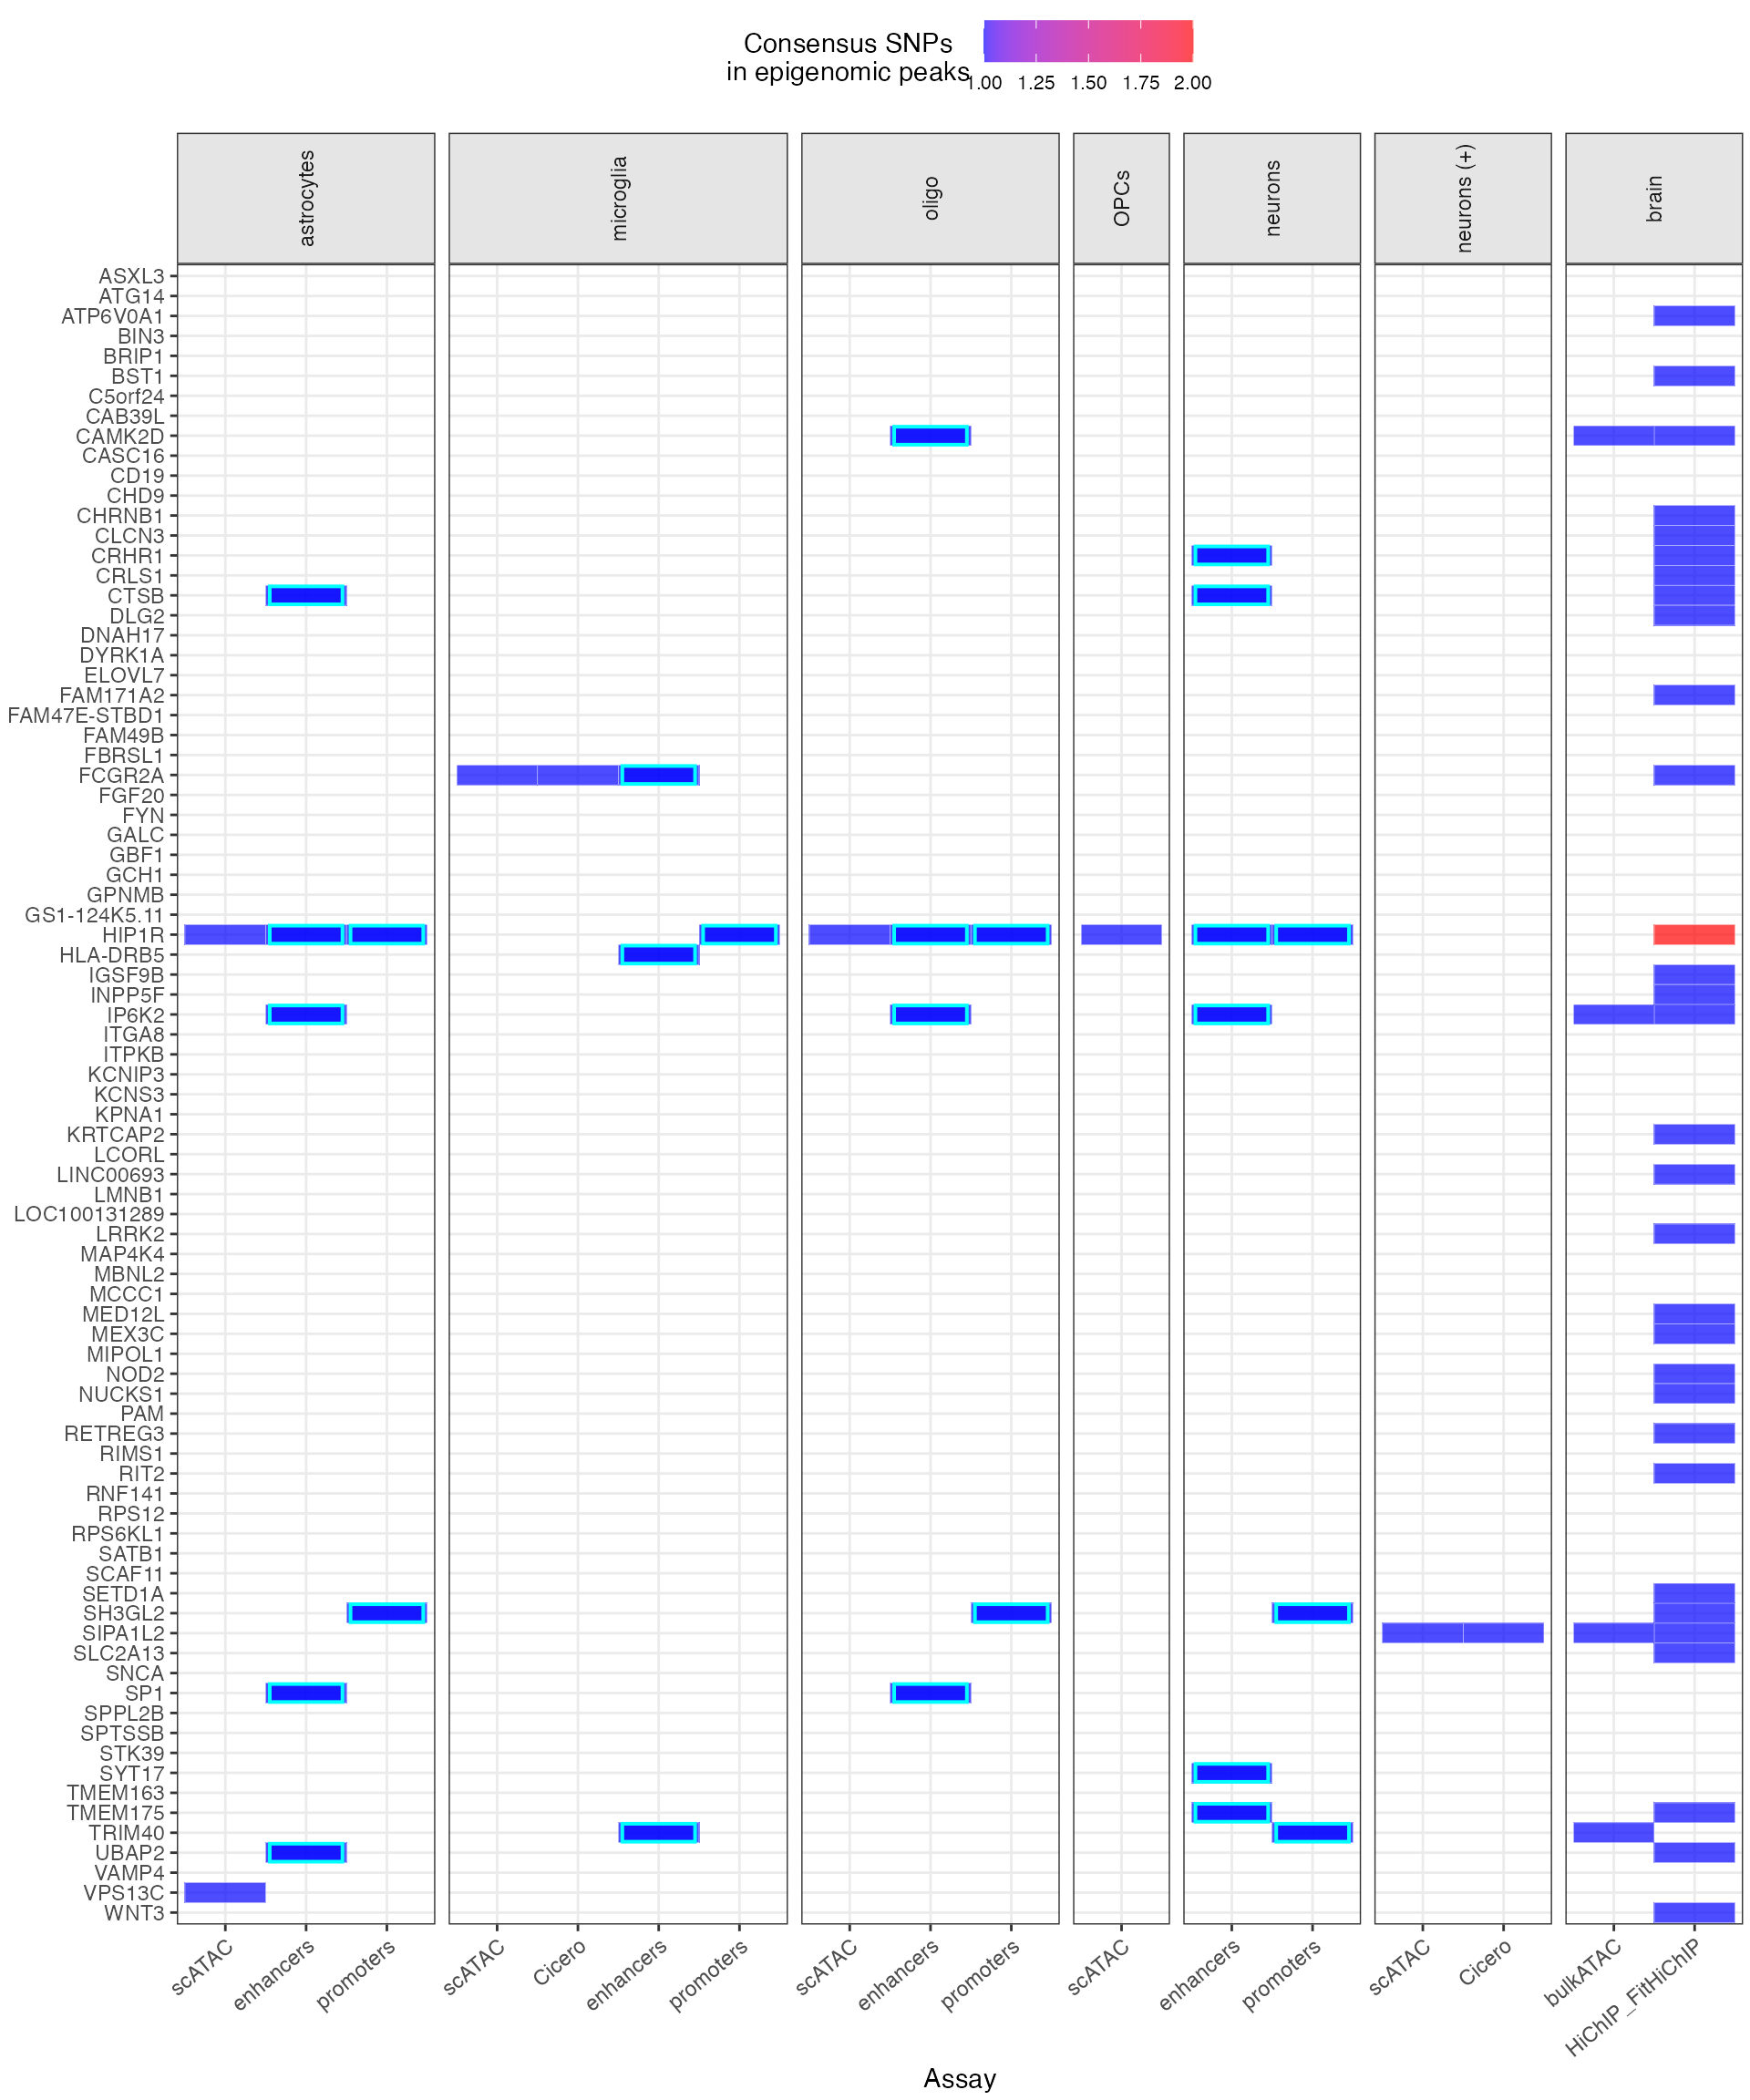 Consensus SNPs
in epigenomic peaks
1.00 1.25 1.50 1.75 2.00
astrocytes
microglia
oligo
OPCs
neurons
neurons (+)
brain
ASXL3
ATG14
ATP6V0A1
BIN3
BRIP1
BST1
C5orf24
CAB39L
CAMK2D
CASC16
CD19
CHD9
CHRNB1
CLCN3
CRHR1
CRLS1
CTSB
DLG2
DNAH17
DYRK1A
ELOVL7
FAM171A2
FAM47E-STBD1
FAM49B
FBRSL1
FCGR2A
FGF20
FYN
GALC
GBF1
GCH1
GPNMB
GS1-124K5.11
HIP1R
HLA-DRB5
IGSF9B
INPP5F
IP6K2
ITGA8
ITPKB
KCNIP3
KCNS3
KPNA1
KRTCAP2
LCORL
LINC00693
LMNB1
LOC100131289
LRRK2
MAP4K4
MBNL2
MCCC1
MED12L
MEX3C
MIPOL1
NOD2
NUCKS1
PAM
RETREG3
RIMS1
RIT2
RNF141
RPS12
RPS6KL1
SATB1
SCAF11
SETD1A
SH3GL2
SIPA1L2
SLC2A13
SNCA
SP1
SPPL2B
SPTSSB
STK39
SYT17
TMEM163
TMEM175
TRIM40
UBAP2
VAMP4
VPS13C
WNT3
scATAC
enhancers
promoters
scATAC
Cicero
enhancers
promoters
scATAC
enhancers
promoters
scATAC
enhancers
promoters
scATAC
Cicero
bulkATAC
HiChIP_FitHiChIP
Assay